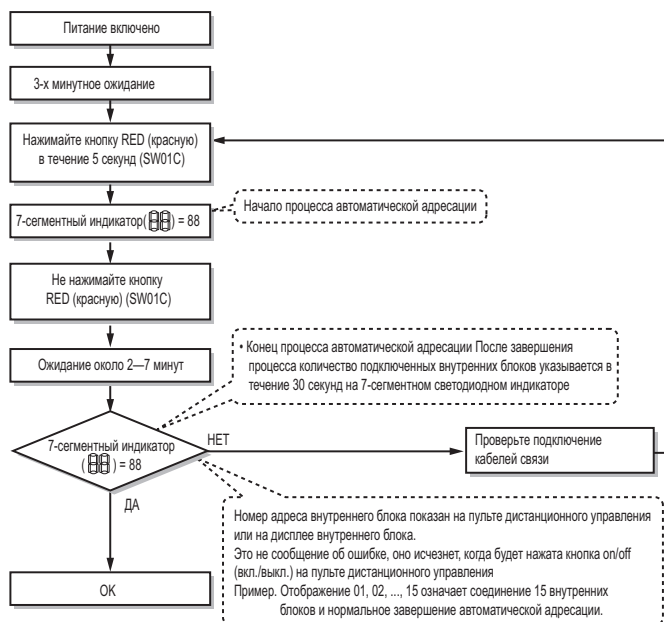 Питание включено
3-х минутное ожидание
Нажимайте кнопку RED (красную)
в течение 5 секунд (SW01C)
7-сегментный индикатор(88) = 88
Начало процесса автоматической адресации
Не нажимайте кнопку
RED (красную) (SW01C)
Ожидание около 2—7 минут
• Конец процесса автоматической адресации После завершения
процесса количество подключенных внутренних блоков указывается в
течение 30 секунд на 7-сегментном светодиодном индикаторе
7-сегментный индикатор
(88) = 88
НЕТ
Проверьте подключение
кабелей связи
ДА
Номер адреса внутреннего блока показан на пульте дистанционного управления
или на дисплее внутреннего блока.
Это не сообщение об ошибке, оно исчезнет, когда будет нажата кнопка on/off
(вкл./выкл.) на пульте дистанционного управления
Пример. Отображение 01, 02, ..., 15 означает соединение 15 внутренних
блоков и нормальное завершение автоматической адресации.
OK